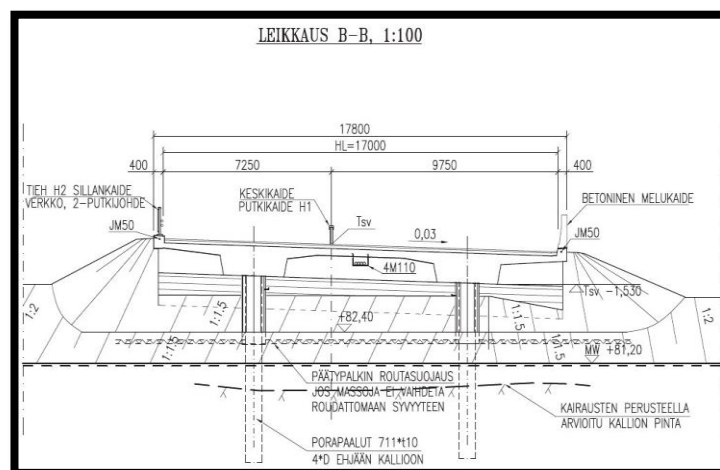 LEIKKAUS B-B, 1:100
17800
HL=17000
400
7250
9750
400
TIEH H2 SILLANKAIDE
VERKKO, 2-PUTKIJOHDE
KESKIKAIDE
PUTKIKAIDE H1
BETONINEN MELUKAIDE
JM50
Tsv
0,03
JM50
4M110
Tsv -1,530
1:2
1:1.5
1:1.5
+82,40
1:1.5
1:1.5
1:2
MW +81,20
PÄÄTYPALKIN ROUTASUOJAUS
JOS MASSOJA EI VAIHDETA
ROUDATTOMAAN SYVYYTEEN
KAIRAUSTEN PERUSTEELLA
ARVIOITU KALLION PINTA
PORAPAALUT 711*t10
4*D EHJÄÄN KALLIOON